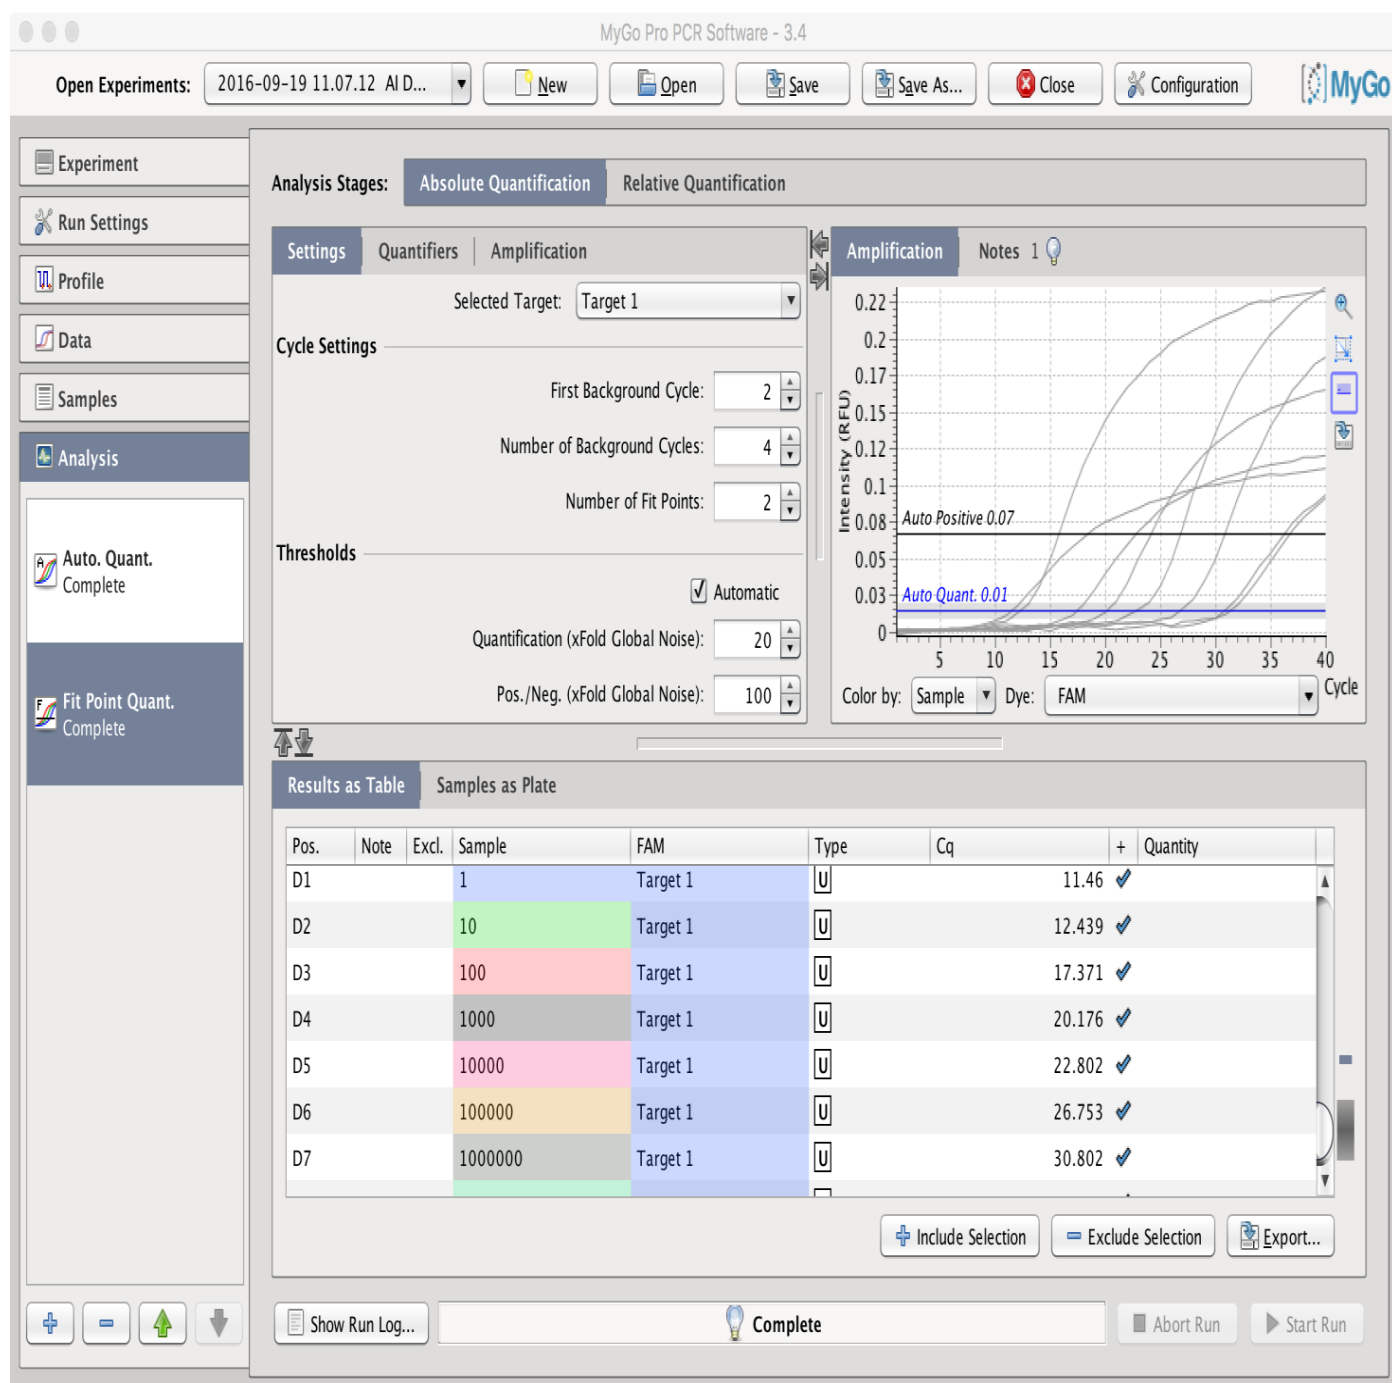 MyGo Pro PCR Software - 3.4
Open Experiments: 2016-09-19 11.07.12 AI D... New Open Save Save As... Close Configuration MyGo
Experiment
Run Settings
Profile
Data
Samples
Analysis
Auto. Quant.
Complete
Fit Point Quant.
Complete
Analysis Stages: Absolute Quantification Relative Quantification
Settings Quantifiers Amplification
Selected Target: Target 1
Cycle Settings
First Background Cycle: 2
Number of Background Cycles: 4
Number of Fit Points: 2
Thresholds
Automatic
Quantification (xFold Global Noise): 20
Pos./Neg. (xFold Global Noise): 100
Amplification Notes 1
Intensity (RFU)
0.22
0.2
0.17
0.15
0.12
0.1
0.08
0.05
0.03
0
Auto Positive 0.07
Auto Quant. 0.01
5 10 15 20 25 30 35 40
Cycle
Color by: Sample Dye: FAM
Results as Table Samples as Plate
Pos. Note Excl. Sample FAM Type Cq + Quantity
D1 1 Target 1 U 11.46
D2 10 Target 1 U 12.439
D3 100 Target 1 U 17.371
D4 1000 Target 1 U 20.176
D5 10000 Target 1 U 22.802
D6 100000 Target 1 U 26.753
D7 1000000 Target 1 U 30.802
Include Selection Exclude Selection Export...
Show Run Log... Complete Abort Run Start Run